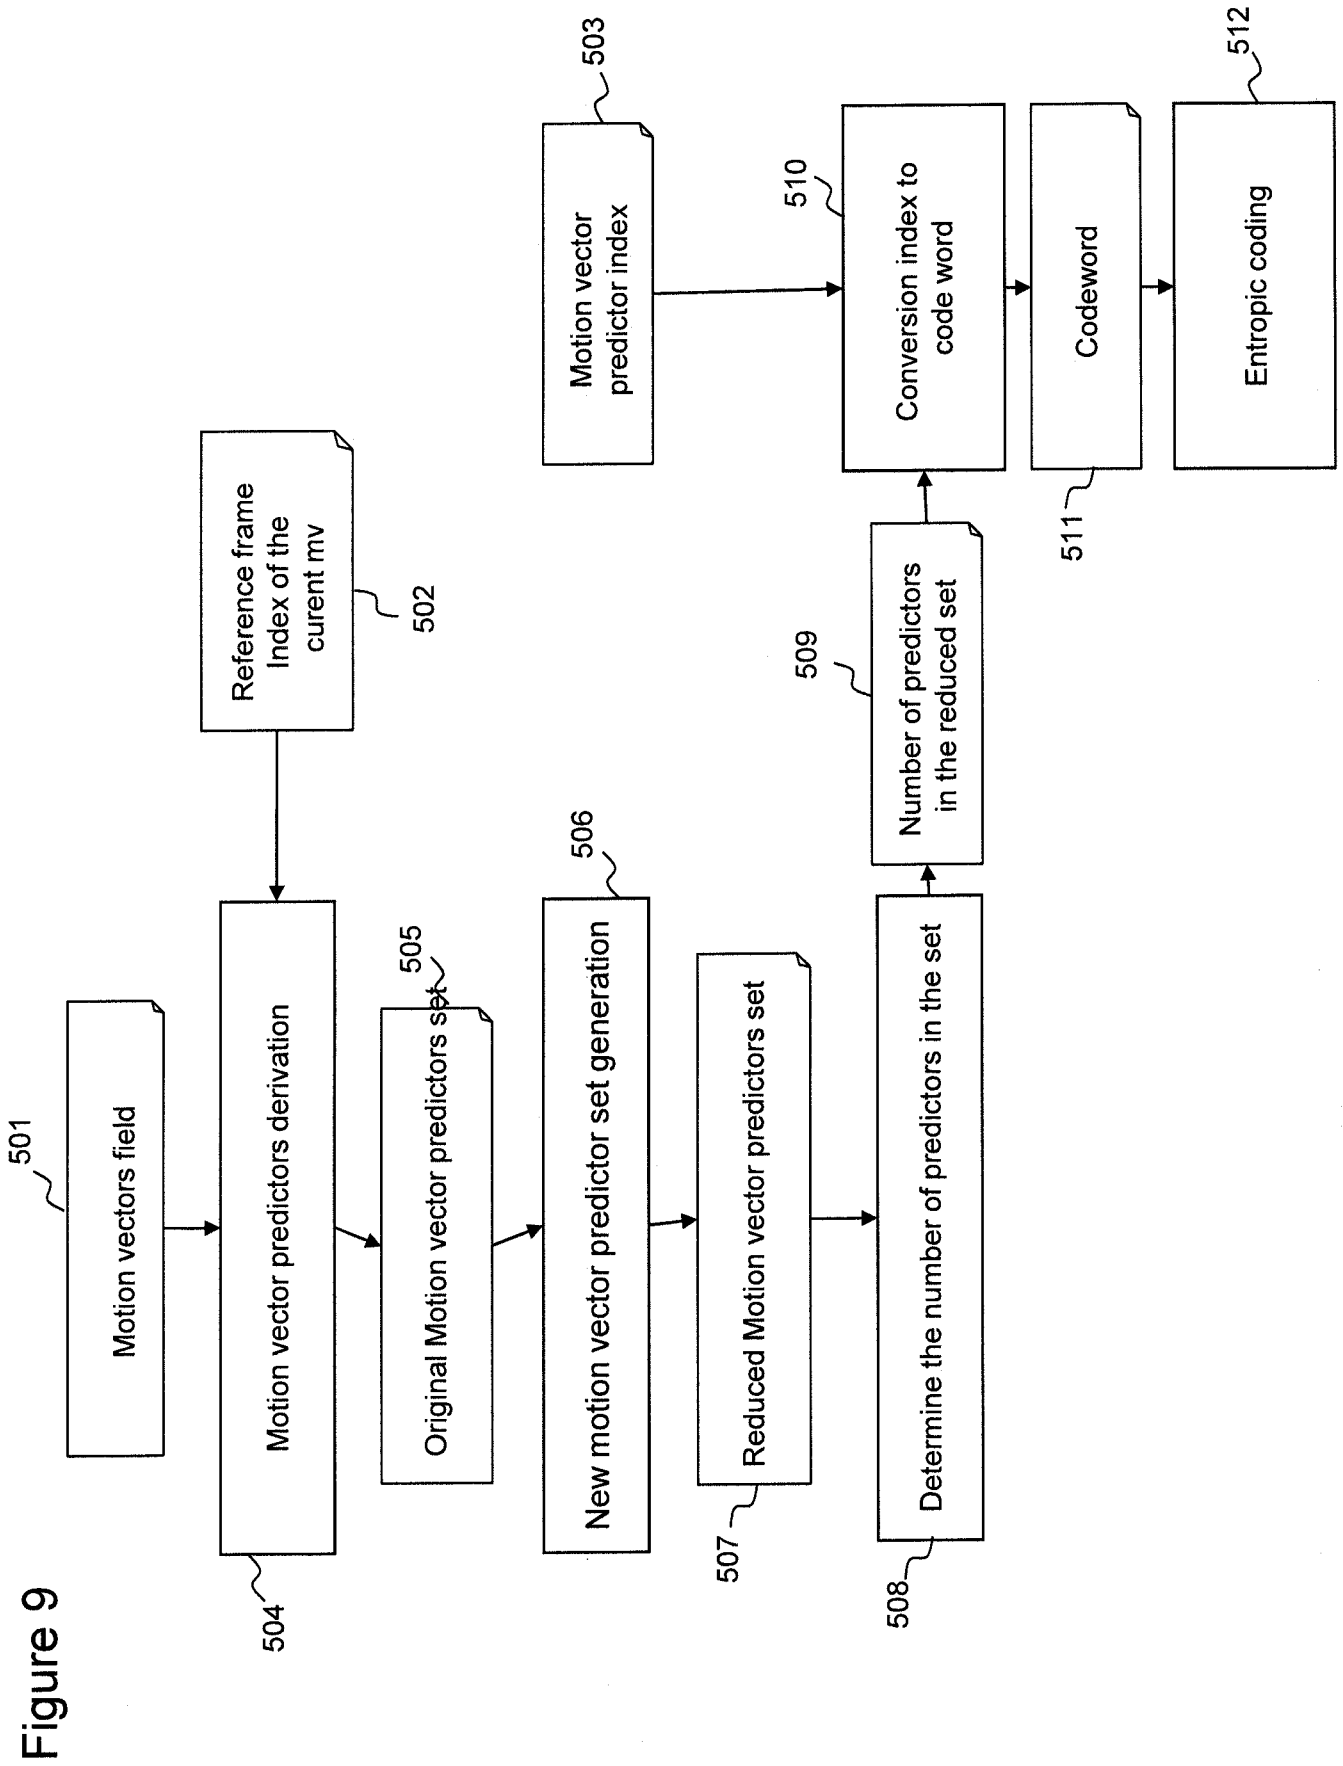 Figure 9
501
Motion vectors field
Reference frame
Index of the
curent mv
502
504
Motion vector predictors derivation
505
Original Motion vector predictors set
506
New motion vector predictor set generation
503
Motion vector
predictor index
507
Reduced Motion vector predictors set
508
Determine the number of predictors in the set
509
Number of predictors
in the reduced set
510
Conversion index to
code word
511
Codeword
512
Entropic coding